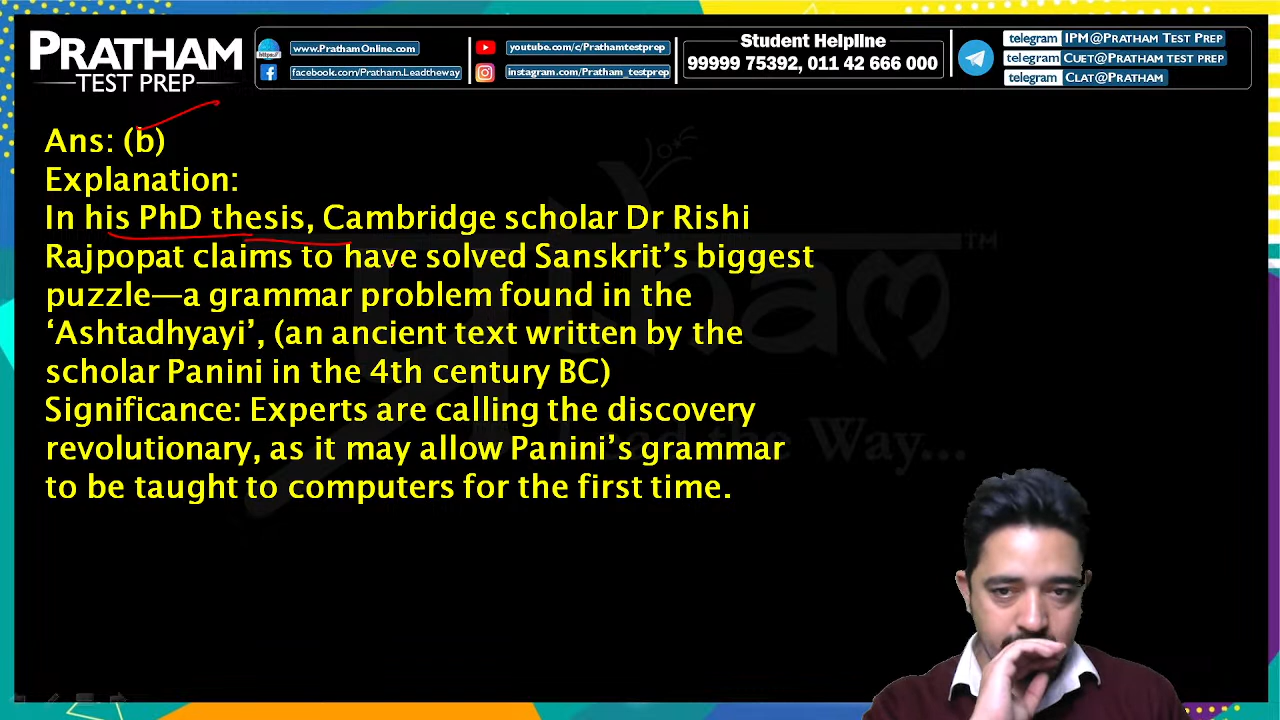 PRATHAM
TEST PREP
https://
www.PrathamOnline.com
facebook.com/Pratham.Leadtheway
youtube.com/c/Prathamtestprep
instagram.com/Pratham_testprep
Student Helpline
99999 75392, 011 42 666 000
telegram IPM@PRATHAM TEST PREP
telegram CUET@PRATHAM TEST PREP
telegram CLAT@PRATHAM
Ans: (b)
Explanation:
In his PhD thesis, Cambridge scholar Dr Rishi
Rajpopat claims to have solved Sanskrit’s biggest
puzzle—a grammar problem found in the
‘Ashtadhyayi’, (an ancient text written by the
scholar Panini in the 4th century BC)
Significance: Experts are calling the discovery
revolutionary, as it may allow Panini’s grammar
to be taught to computers for the first time.
TM
Lead the Way...